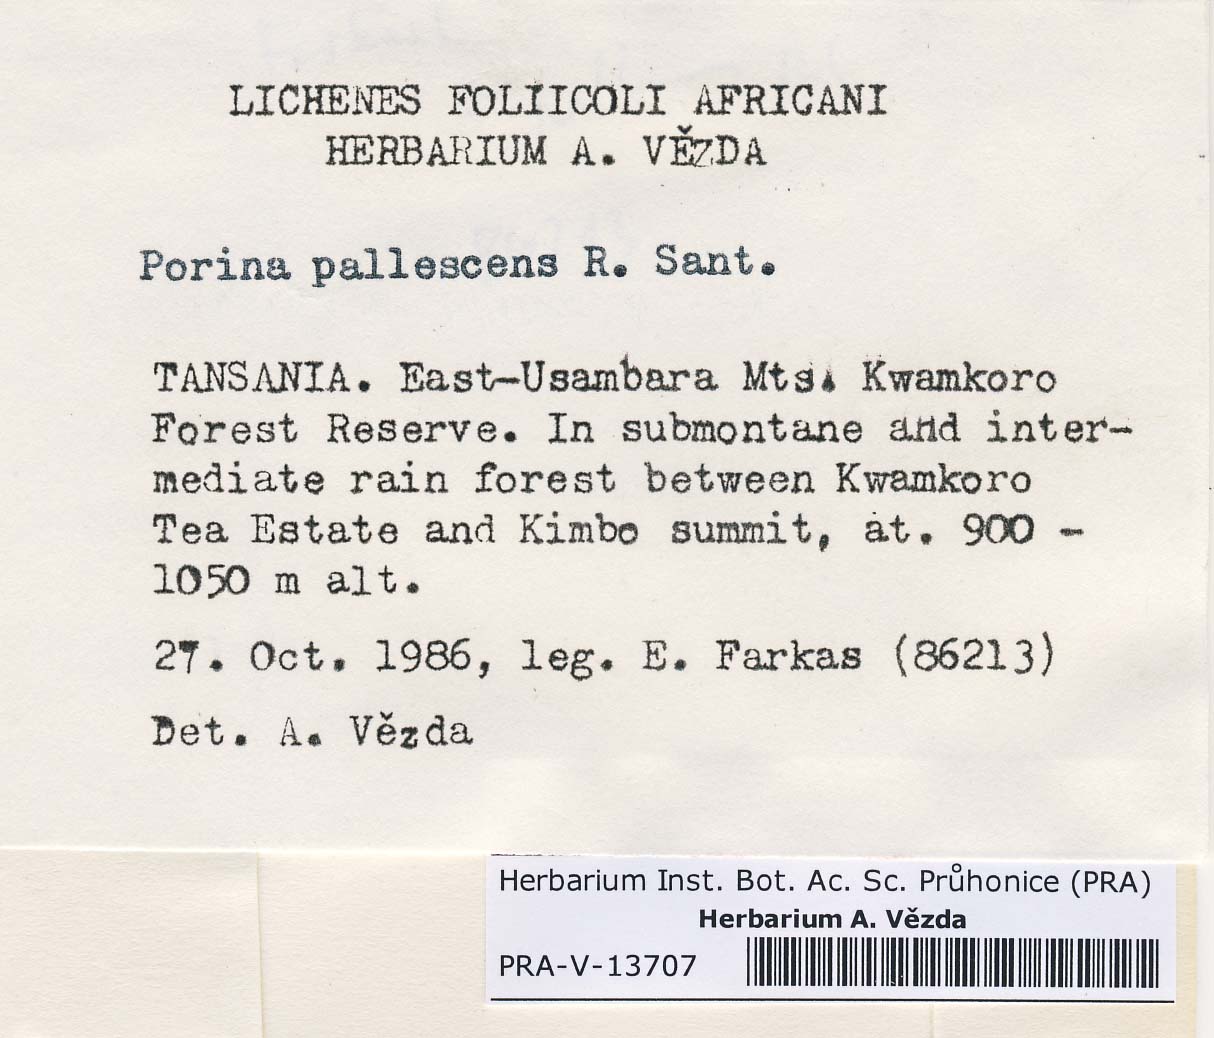 LICHENES FOLIICOLI AFRICANI
HERBARIUM A. VĚZDA
Porina pallescens R. Sant.
TANSANIA. East-Usambara Mts. Kwamkoro
Forest Reserve. In submontane and inter-
mediate rain forest between Kwamkoro
Tea Estate and Kimbo summit, at. 900 -
1050 m alt.
27. Oct. 1986, leg. E. Farkas (86213)
Det. A. Vězda
Herbarium Inst. Bot. Ac. Sc. Průhonice (PRA)
Herbarium A. Vězda
PRA-V-13707